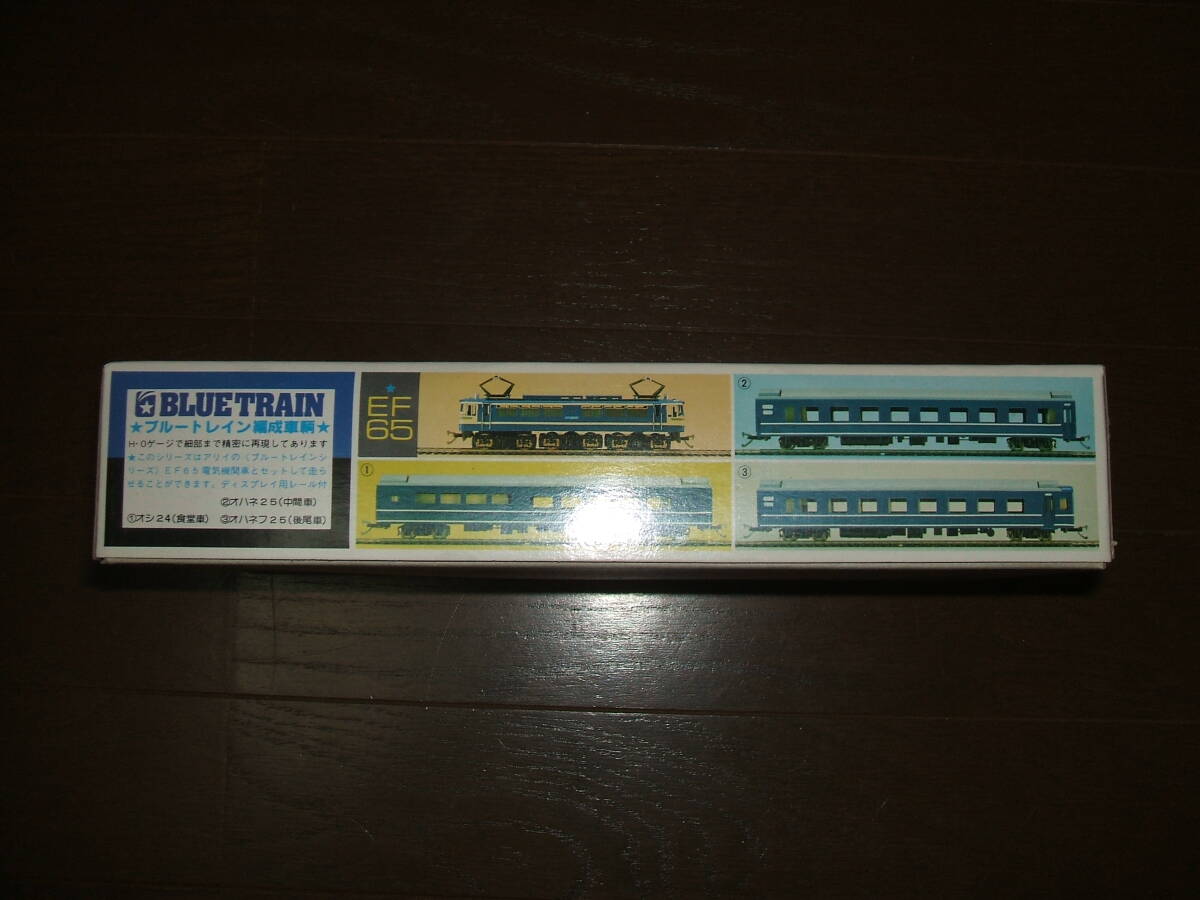 BLUE TRAIN
★ブルートレイン編成車輌★
H・Oゲージで細部まで精密に再現してあります
★このシリーズはアリイの〈ブルートレインシ
リーズ〉EF65電気機関車とセットして走ら
せることができます。ディスプレイ用レール付
②オハネ25(中間車)
①オシ24(食堂車) ③オハネフ25(後尾車)
★
EF
65
①
②
③